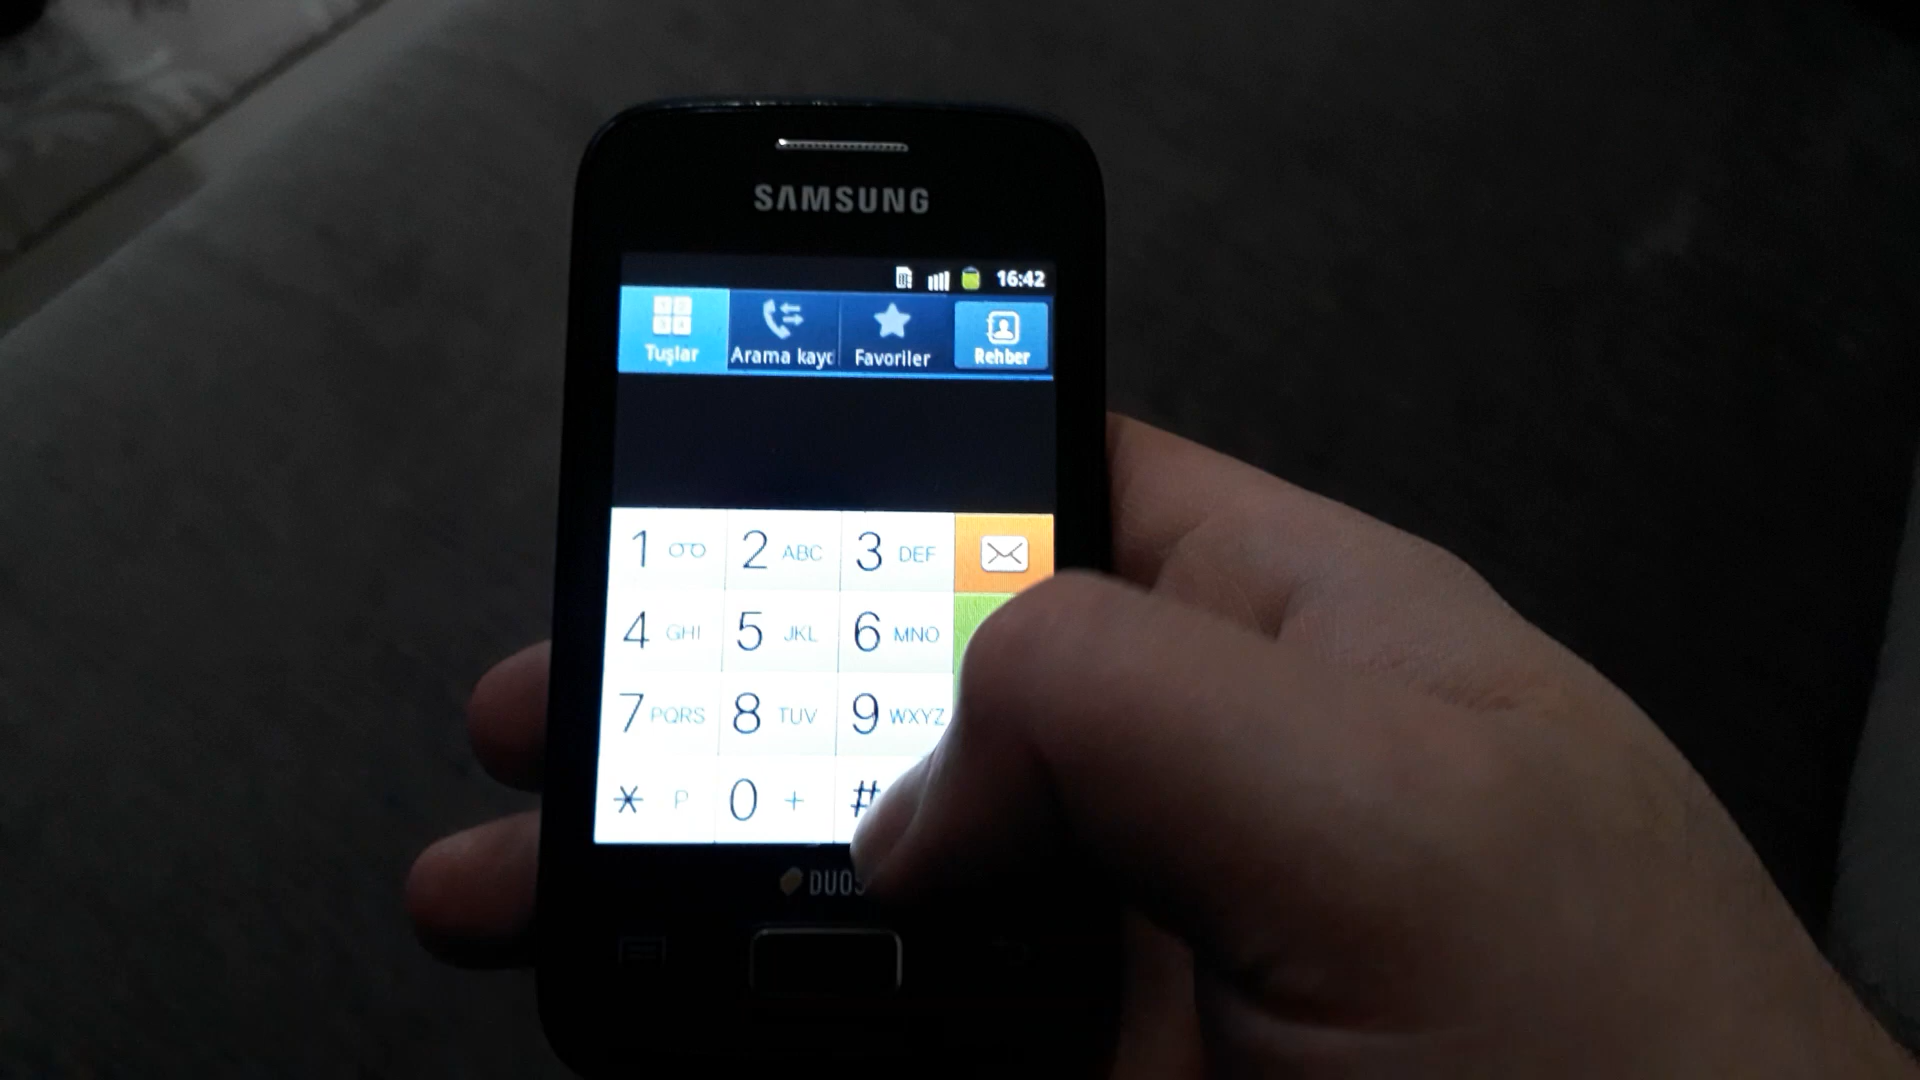 SAMSUNG
16:42
Tuşlar Arama kayd Favoriler Rehber
1 2 ABC 3 DEF
4 GHI 5 JKL 6 MNO
7 PQRS 8 TUV 9 WXYZ
* P 0 + #
DUOS